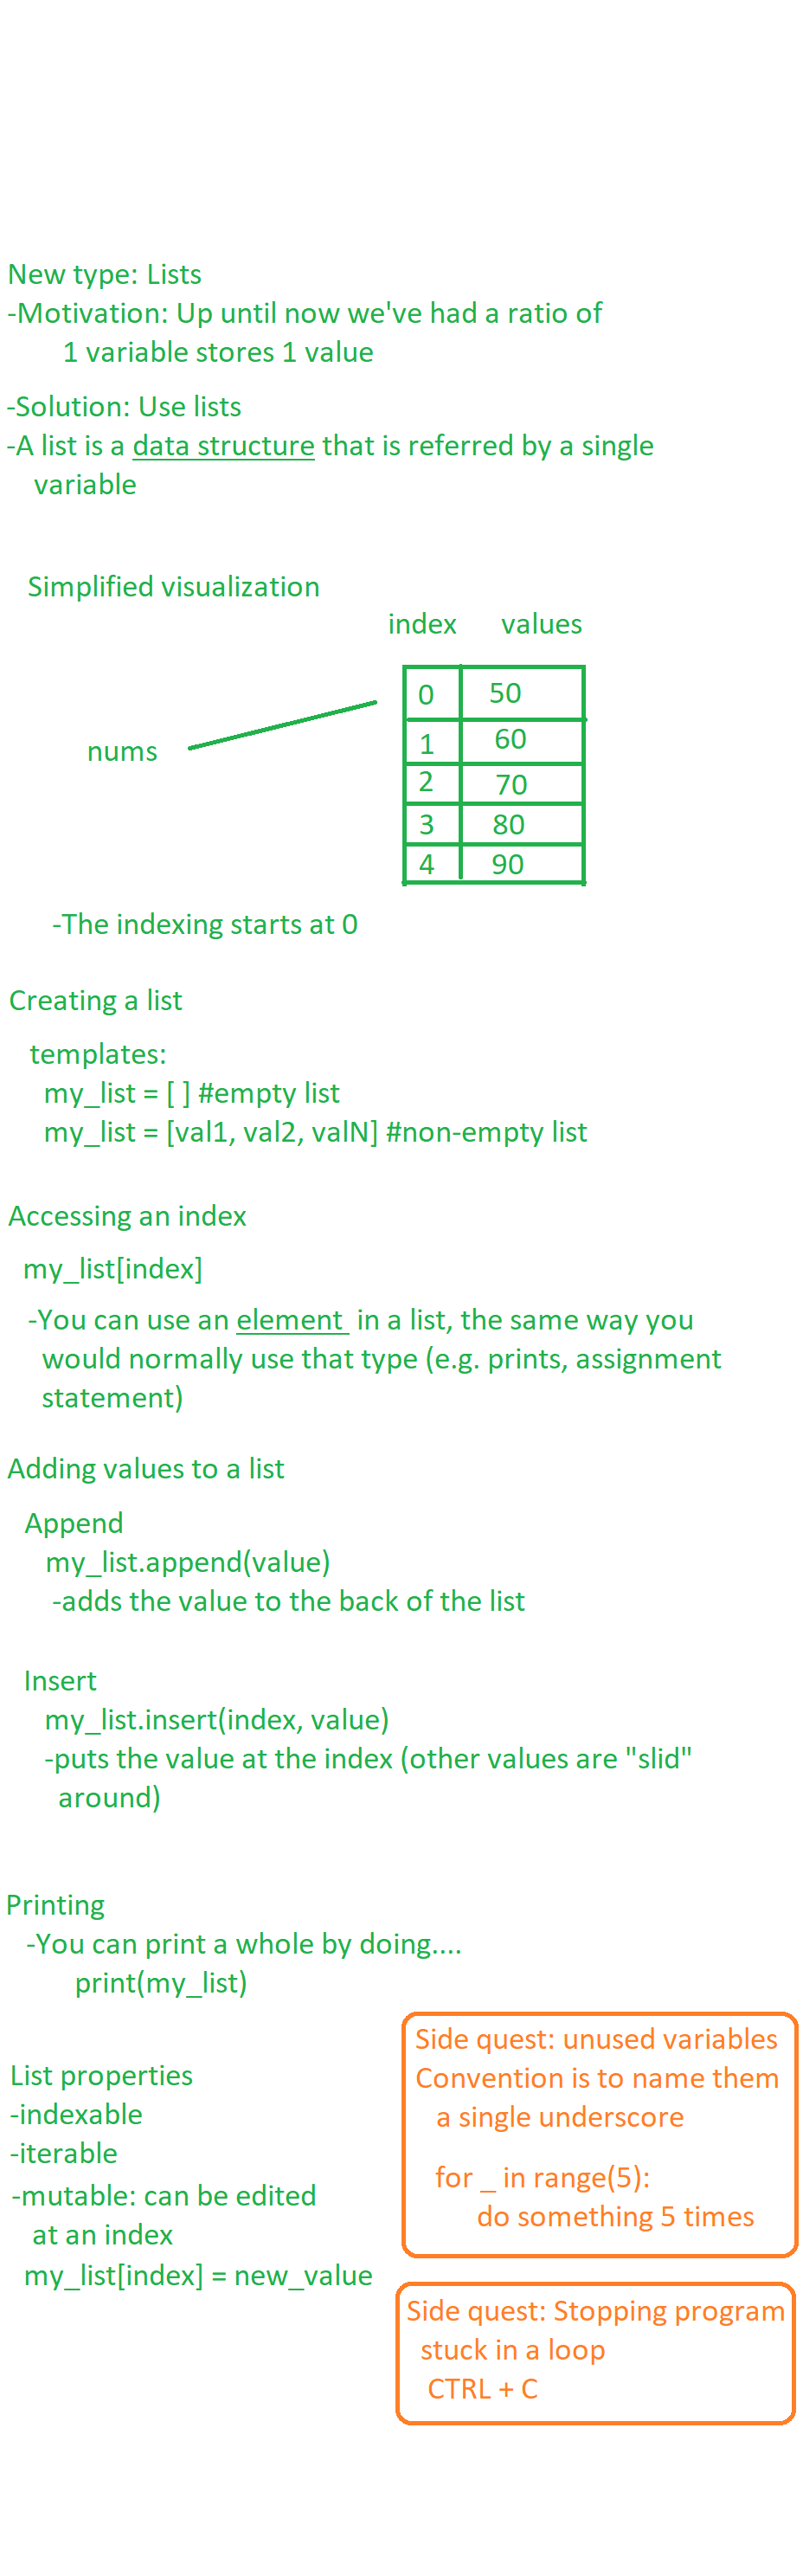 New type: Lists
-Motivation: Up until now we've had a ratio of
1 variable stores 1 value
-Solution: Use lists
-A list is a data structure that is referred by a single
variable
Simplified visualization
index values
0 50
nums
1 60
2 70
3 80
4 90
-The indexing starts at 0
Creating a list
templates:
my_list = [ ] #empty list
my_list = [val1, val2, valN] #non-empty list
Accessing an index
my_list[index]
-You can use an element in a list, the same way you
would normally use that type (e.g. prints, assignment
statement)
Adding values to a list
Append
my_list.append(value)
-adds the value to the back of the list
Insert
my_list.insert(index, value)
-puts the value at the index (other values are "slid"
around)
Printing
-You can print a whole by doing....
print(my_list)
List properties
-indexable
-iterable
-mutable: can be edited
at an index
my_list[index] = new_value
Side quest: unused variables
Convention is to name them
a single underscore
for _ in range(5):
do something 5 times
Side quest: Stopping program
stuck in a loop
CTRL + C